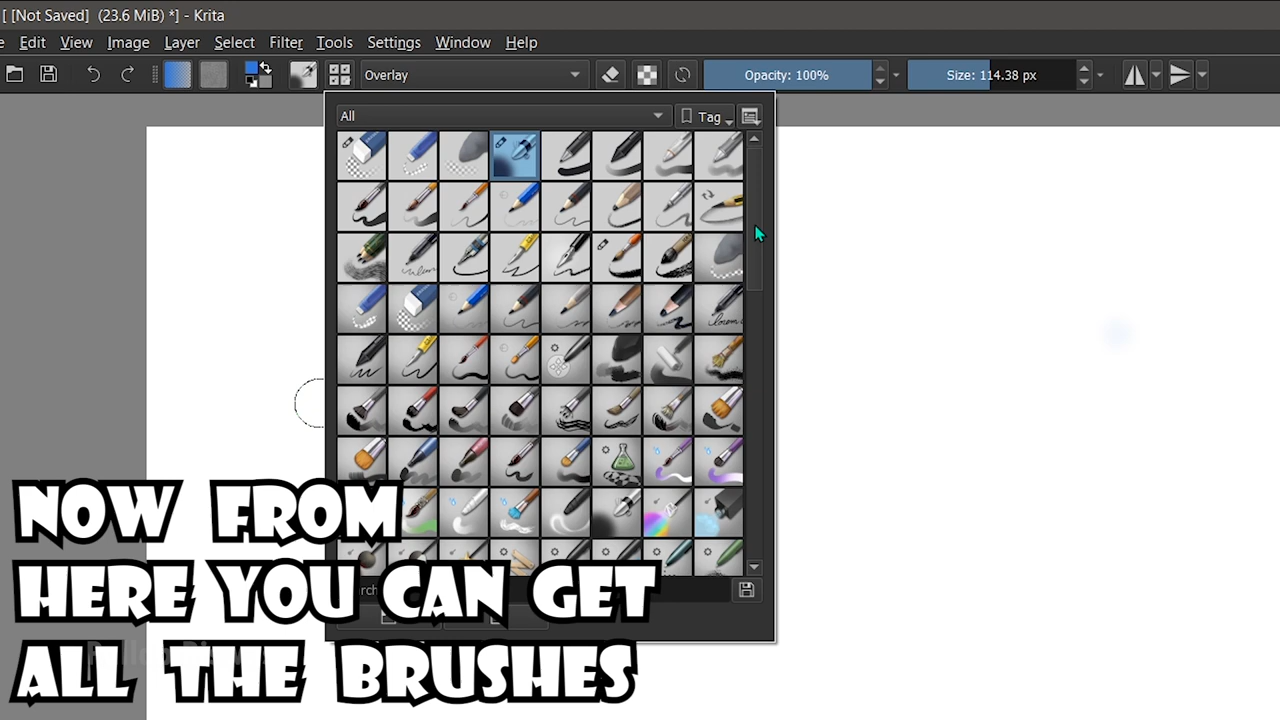 [ [Not Saved]  (23.6 MiB) *] - Krita
Edit View Image Layer Select Filter Tools Settings Window Help
Overlay Opacity: 100% Size: 114.38 px
All Tag
NOW FROM
HERE YOU CAN GET
ALL THE BRUSHES